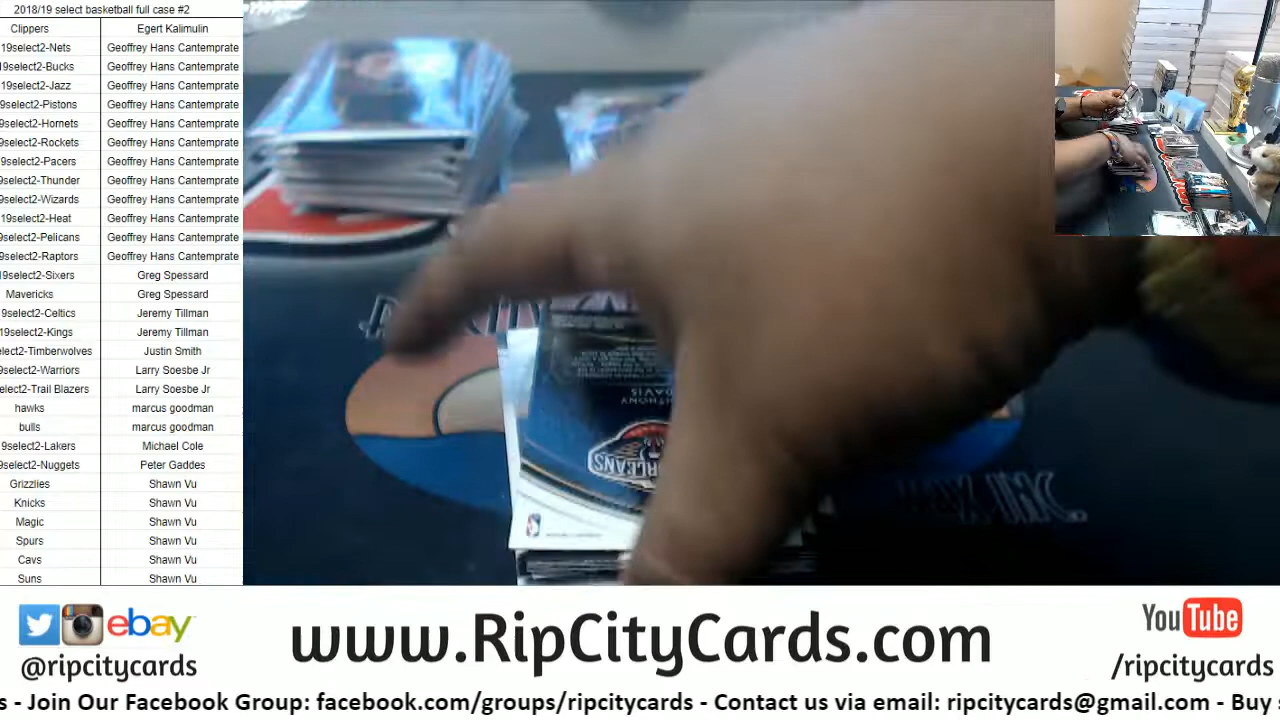 2018/19 select basketball full case #2
Clippers Egert Kalimulin
19select2-Nets Geoffrey Hans Cantemprate
19select2-Bucks Geoffrey Hans Cantemprate
19select2-Jazz Geoffrey Hans Cantemprate
9select2-Pistons Geoffrey Hans Cantemprate
9select2-Hornets Geoffrey Hans Cantemprate
9select2-Rockets Geoffrey Hans Cantemprate
9select2-Pacers Geoffrey Hans Cantemprate
9select2-Thunder Geoffrey Hans Cantemprate
9select2-Wizards Geoffrey Hans Cantemprate
19select2-Heat Geoffrey Hans Cantemprate
9select2-Pelicans Geoffrey Hans Cantemprate
9select2-Raptors Geoffrey Hans Cantemprate
19select2-Sixers Greg Spessard
Mavericks Greg Spessard
9select2-Celtics Jeremy Tillman
19select2-Kings Jeremy Tillman
elect2-Timberwolves Justin Smith
9select2-Warriors Larry Soesbe Jr
elect2-Trail Blazers Larry Soesbe Jr
hawks marcus goodman
bulls marcus goodman
9select2-Lakers Michael Cole
9select2-Nuggets Peter Gaddes
Grizzlies Shawn Vu
Knicks Shawn Vu
Magic Shawn Vu
Spurs Shawn Vu
Cavs Shawn Vu
Suns Shawn Vu
DAVIS
ORLEANS
ebay
@ripcitycards
www.RipCityCards.com
YouTube
/ripcitycards
s - Join Our Facebook Group: facebook.com/groups/ripcitycards - Contact us via email: ripcitycards@gmail.com - Buy